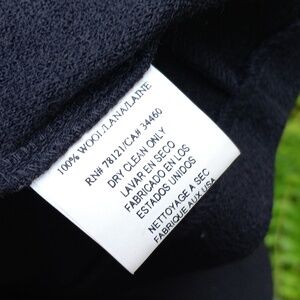 100% WOOL/LANA/LAINE
RN# 78121/CA# 34460
DRY CLEAN ONLY
LAVAR EN SECO
FABRICADO EN LOS
ESTADOS UNIDOS
NETTOYAGE A SEC
FABRIQUE AUX USA